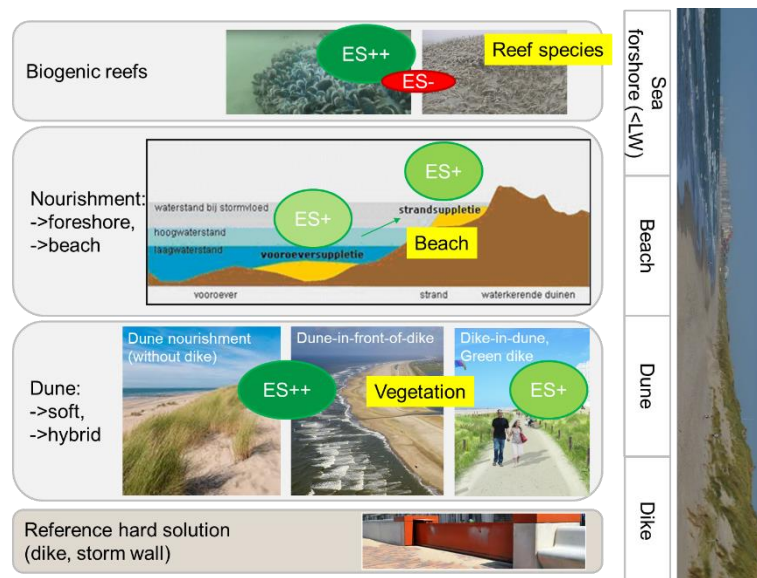 Biogenic reefs
ES++
ES-
Reef species
Nourishment:
->foreshore,
->beach
waterstand bij stormvloed
hoogwaterstand
laagwaterstand
ES+
ES+
strandsuppletie
Beach
vooroeversuppletie
vooroever
strand
waterkerende duinen
Dune:
->soft,
->hybrid
Dune nourishment
(without dike)
Dune-in-front-of-dike
Dike-in-dune,
Green dike
ES++
Vegetation
ES+
Reference hard solution
(dike, storm wall)
Sea
forshore (<LW)
Beach
Dune
Dike